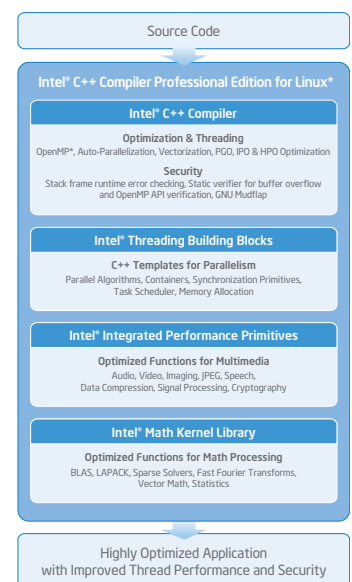 Source Code
Intel® C++ Compiler Professional Edition for Linux*
Intel® C++ Compiler
Optimization & Threading
OpenMP*, Auto-Parallelization, Vectorization, PGO, IPO & HPO Optimization
Security
Stack frame runtime error checking, Static verifier for buffer overflow
and OpenMP API verification, GNU Mudflap
Intel® Threading Building Blocks
C++ Templates for Parallelism
Parallel Algorithms, Containers, Synchronization Primitives,
Task Scheduler, Memory Allocation
Intel® Integrated Performance Primitives
Optimized Functions for Multimedia
Audio, Video, Imaging, JPEG, Speech,
Data Compression, Signal Processing, Cryptography
Intel® Math Kernel Library
Optimized Functions for Math Processing
BLAS, LAPACK, Sparse Solvers, Fast Fourier Transforms,
Vector Math, Statistics
Highly Optimized Application
with Improved Thread Performance and Security